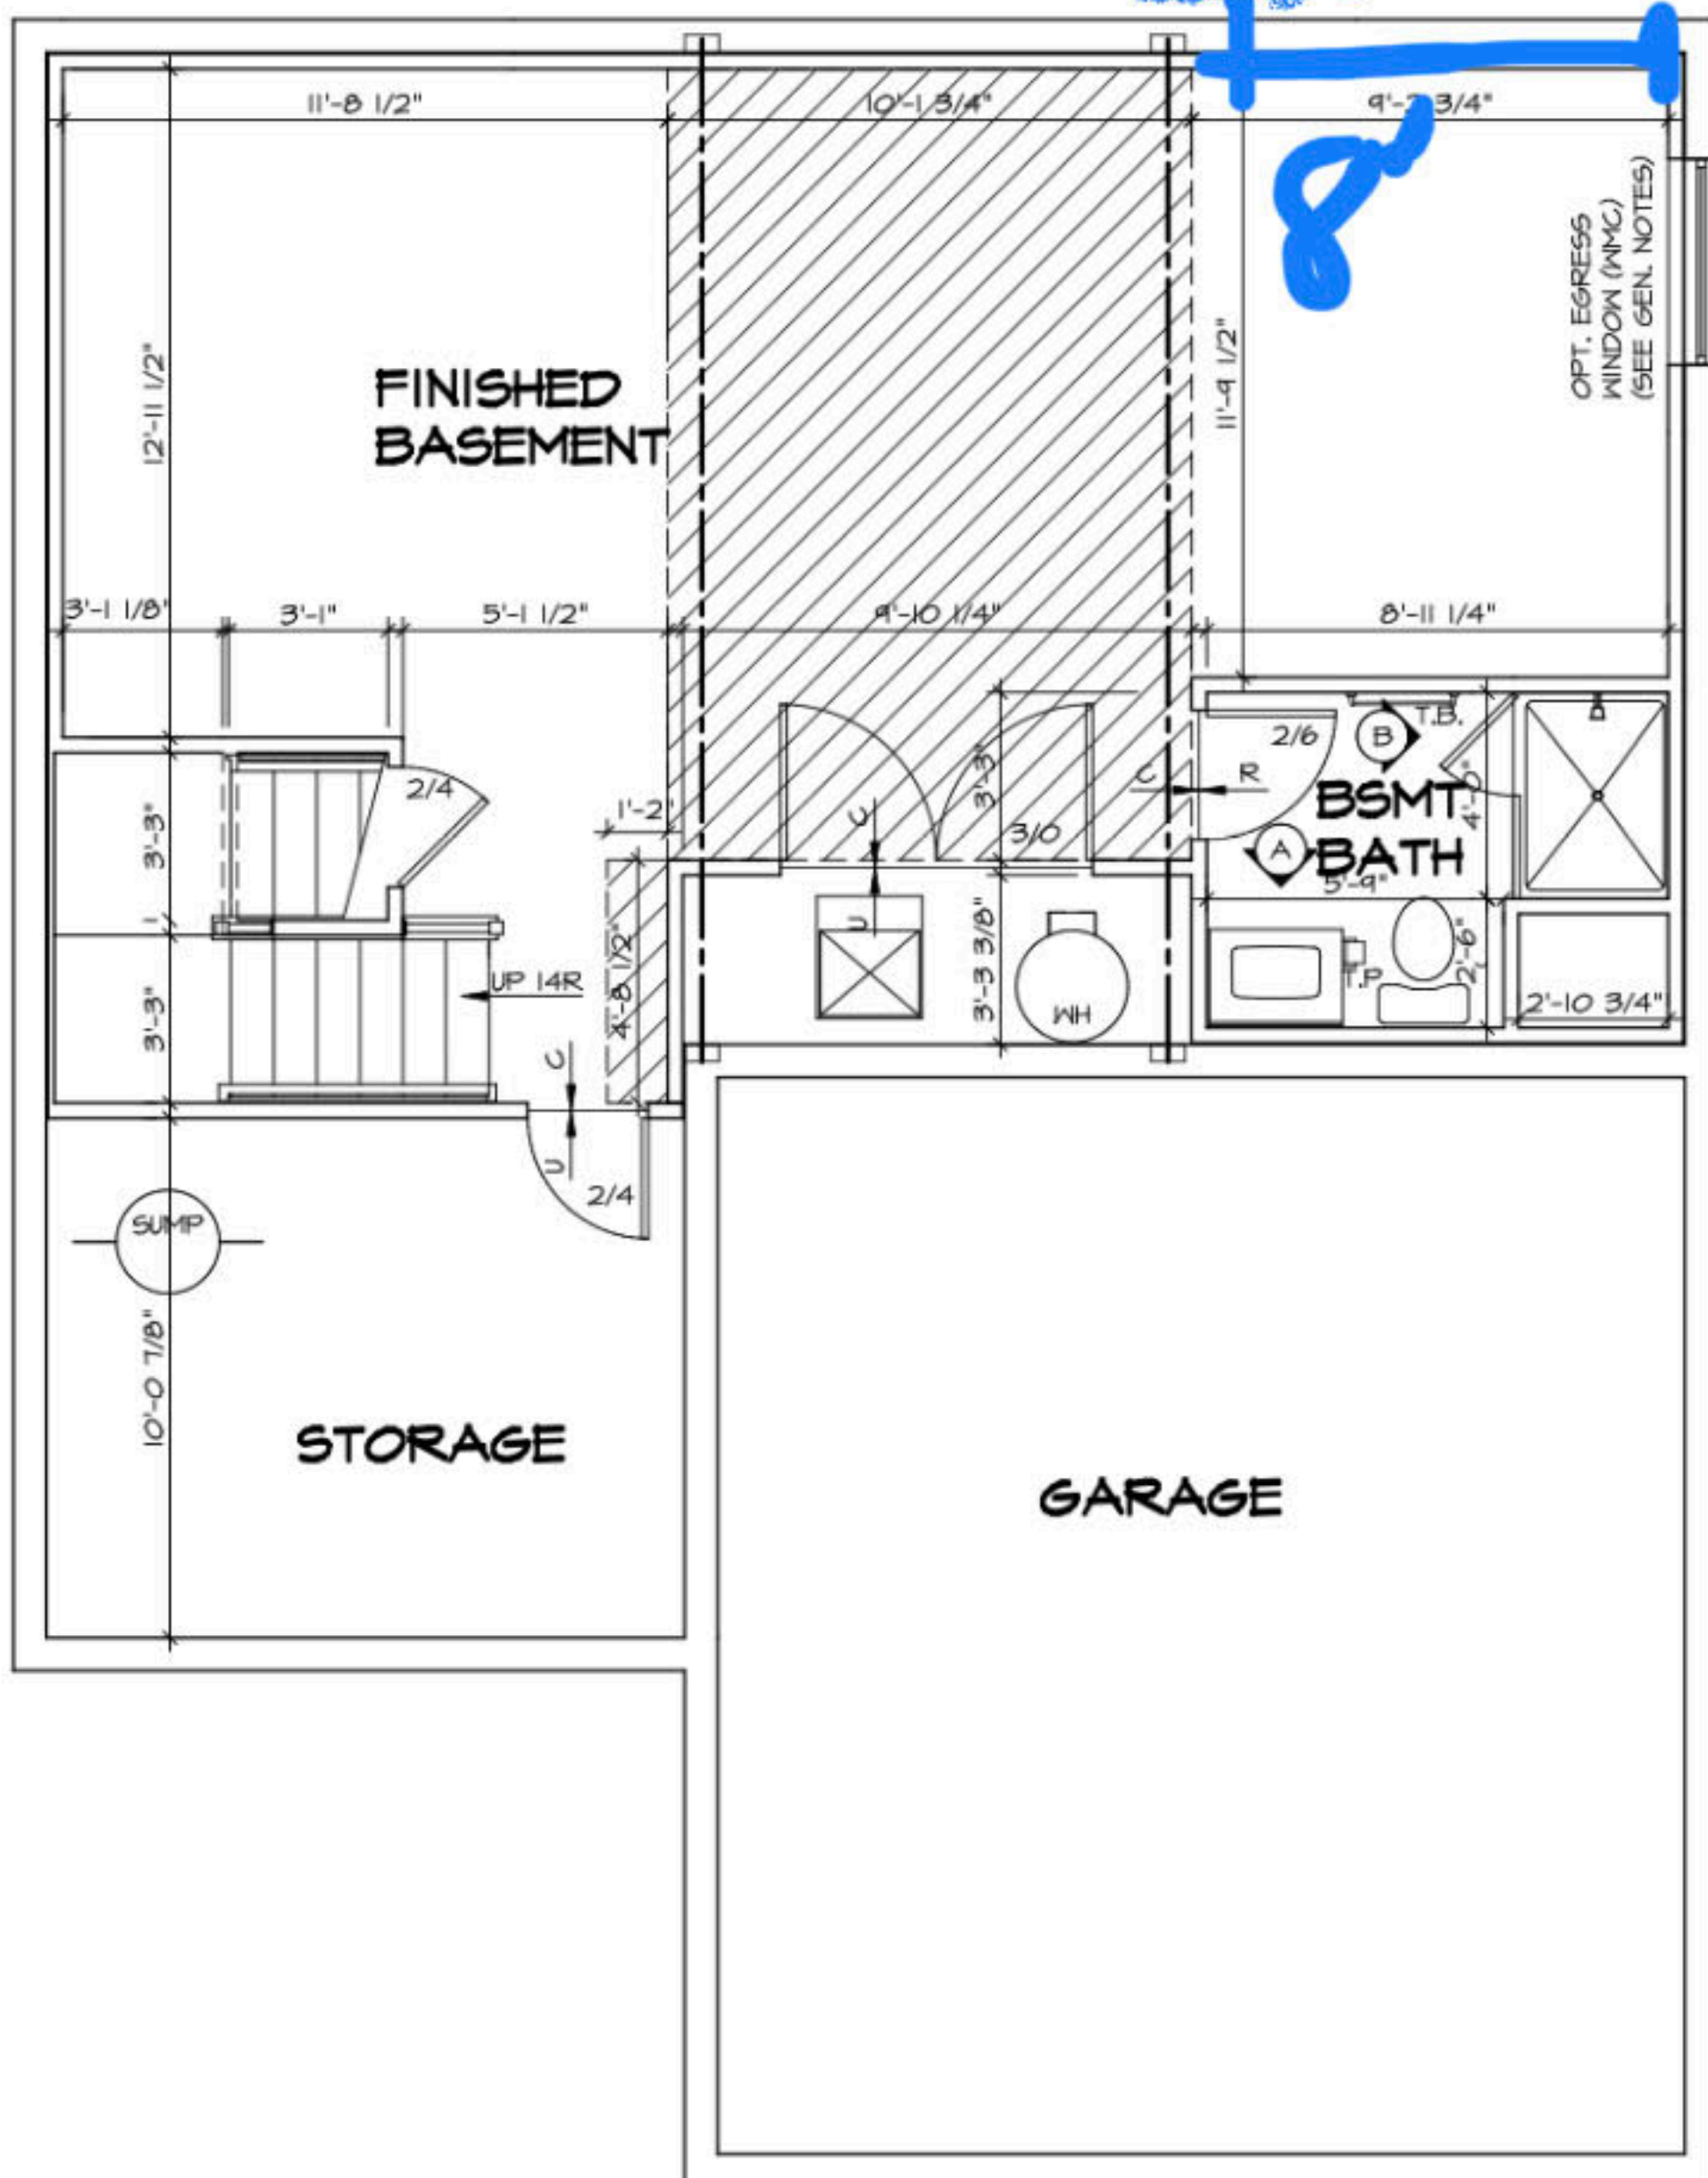 11'-8 1/2"
10'-1 3/4"
8'
OPT. EGRESS
WINDOW (WMC)
(SEE GEN. NOTES)
12'-11 1/2"
11'-9 1/2"
FINISHED
BASEMENT
3'-1 1/8"
3'-1"
5'-1 1/2"
9'-10 1/4"
8'-11 1/4"
2/4
3'-3"
1'-2"
3'-3"
3/0
C
R
2/6
B
T.B.
4'-0"
BSMT
BATH
A
5'-9"
C
U
3'-3"
UP 14R
4'-8 1/2"
3'-3 3/8"
WH
T.P
2'-6"
2'-10 3/4"
C
U
2/4
SUMP
10'-0 7/8"
STORAGE
GARAGE